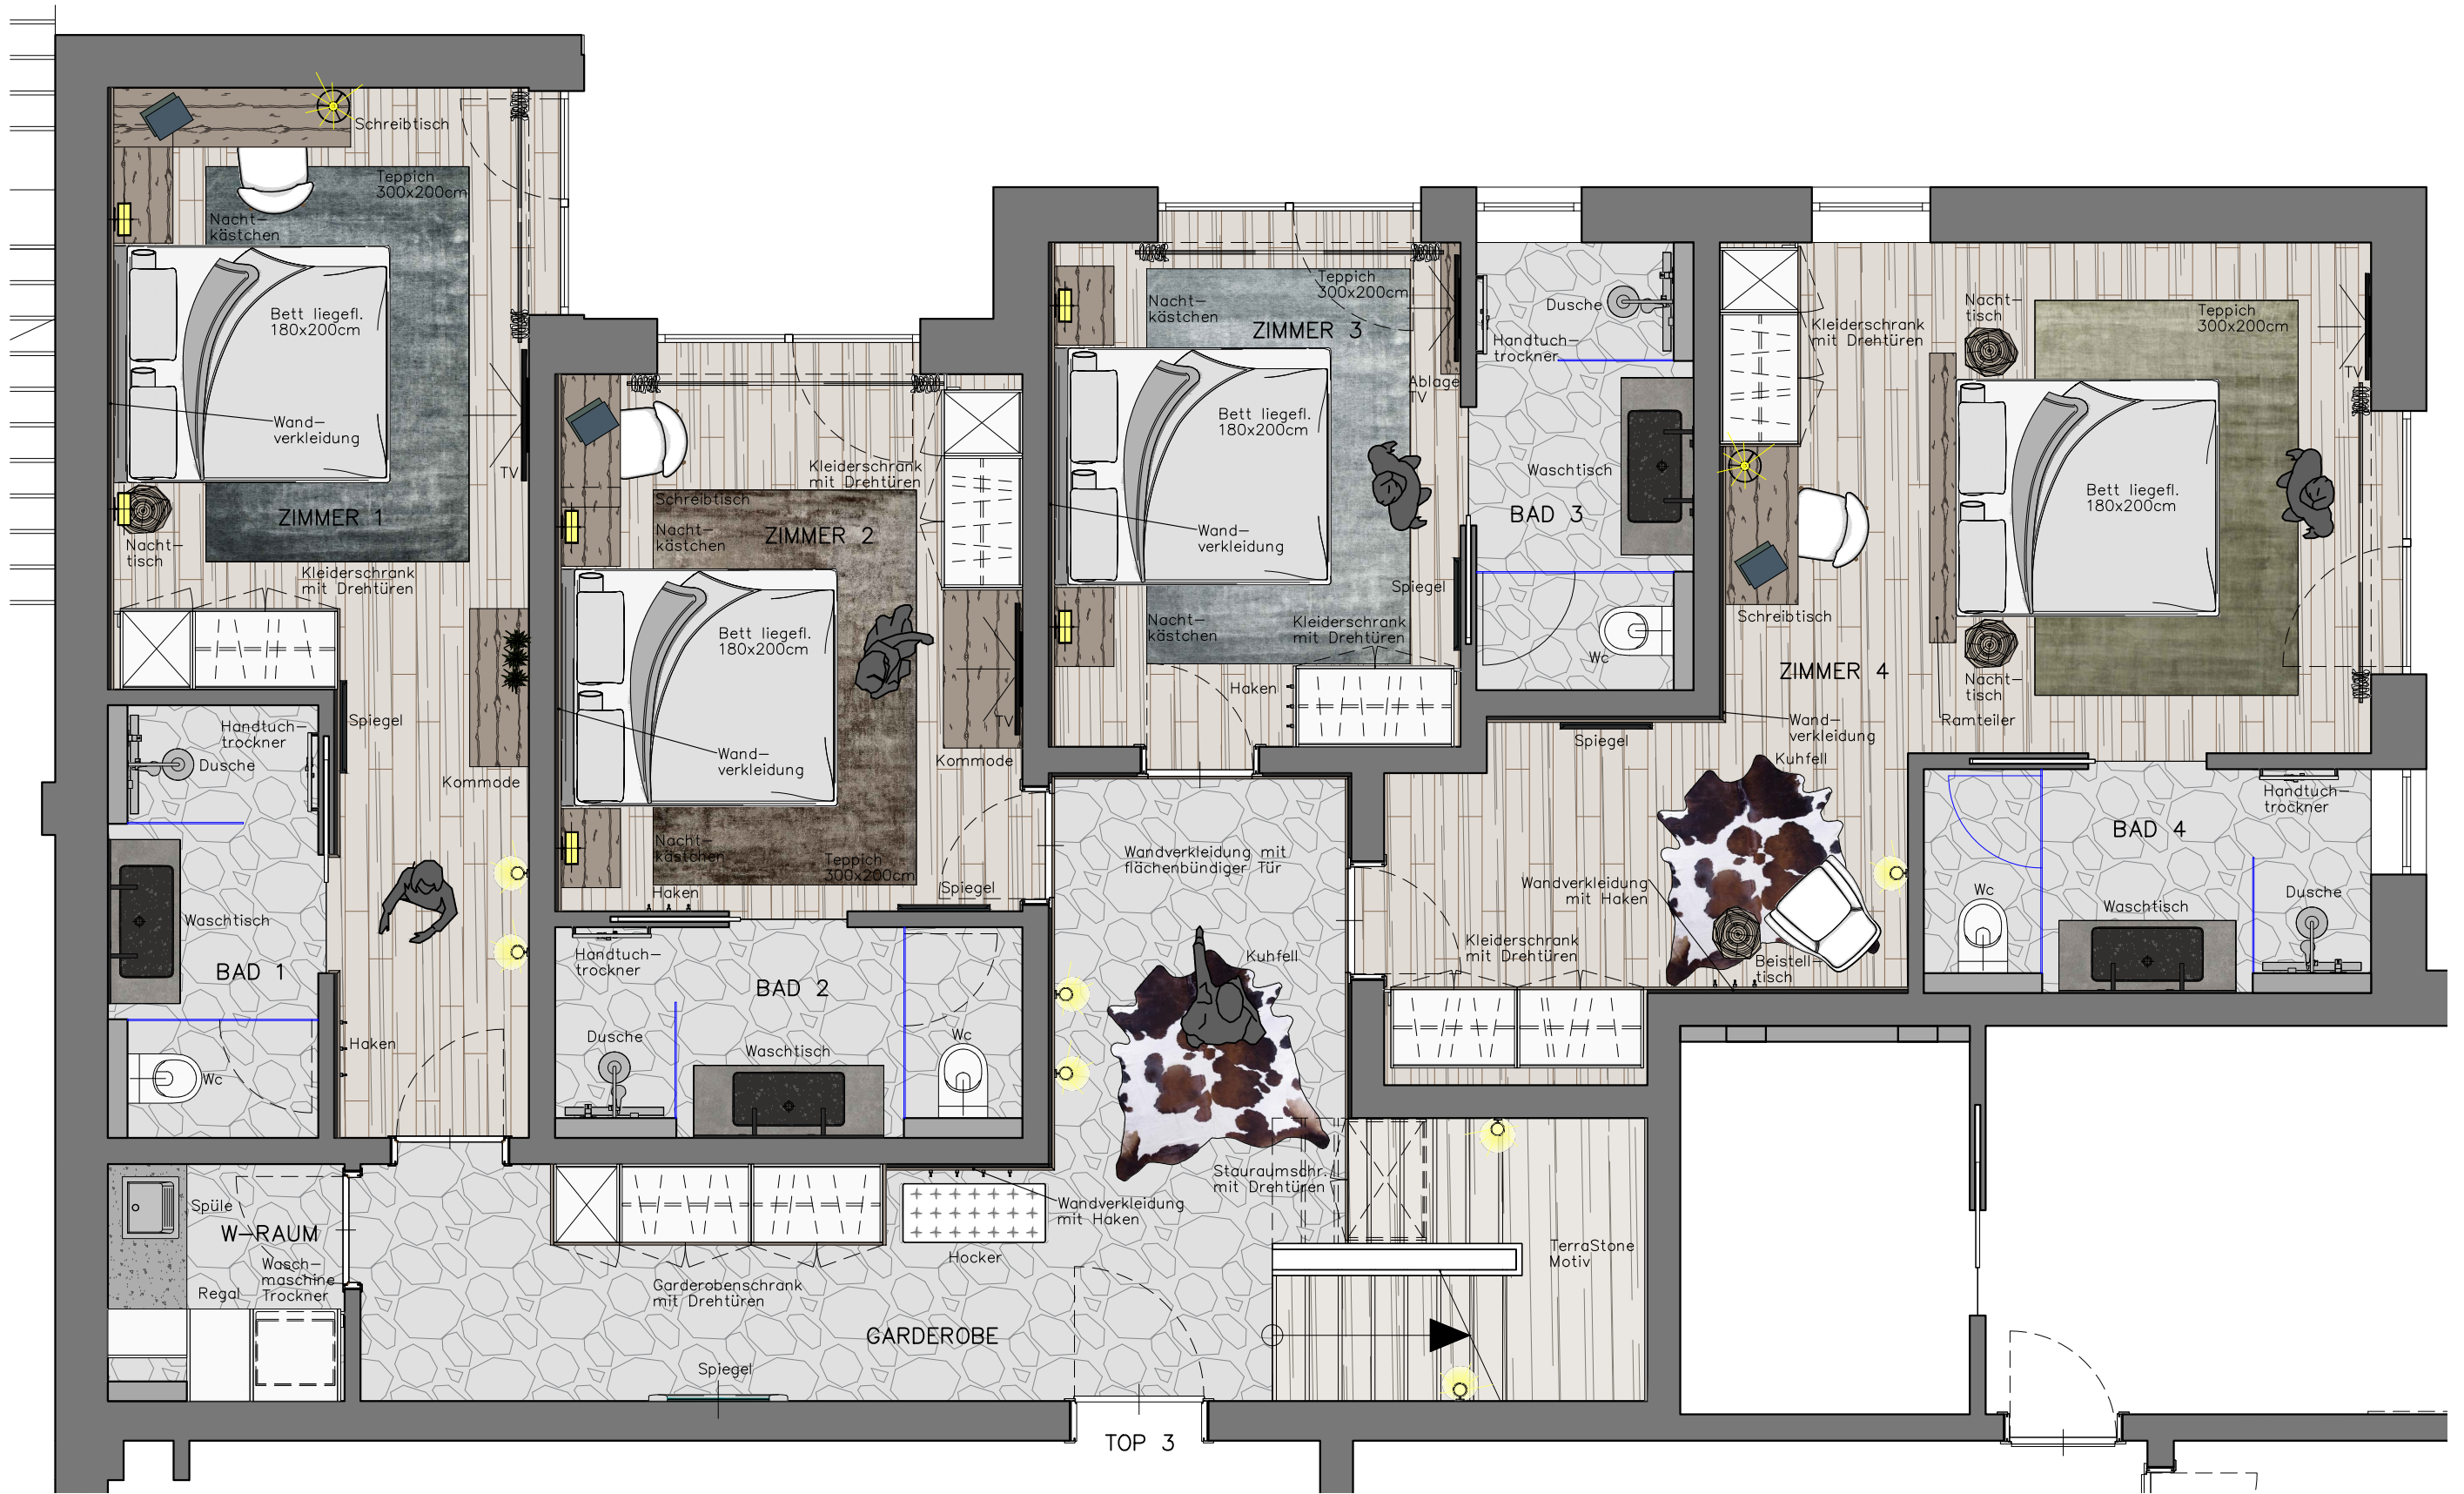 Schreibtisch
Teppich
300x200cm
Nacht-
kästchen
Bett liegefl.
180x200cm
Wand-
verkleidung
TV
ZIMMER 1
Nacht-
tisch
Kleiderschrank
mit Drehtüren
Spiegel
Kommode
Handtuch-
trockner
Dusche
Waschtisch
BAD 1
Wc
Haken
Kleiderschrank
mit Drehtüren
Schreibtisch
Nacht-
kästchen
ZIMMER 2
Bett liegefl.
180x200cm
Wand-
verkleidung
TV
Kommode
Nacht-
kästchen
Teppich
300x200cm
Haken
Spiegel
Handtuch-
trockner
BAD 2
Dusche
Waschtisch
Wc
Teppich
300x200cm
Nacht-
kästchen
ZIMMER 3
Ablage
TV
Bett liegefl.
180x200cm
Wand-
verkleidung
Spiegel
Nacht-
kästchen
Kleiderschrank
mit Drehtüren
Haken
Dusche
Handtuch-
trockner
Waschtisch
BAD 3
Wc
Kleiderschrank
mit Drehtüren
Nacht-
tisch
Teppich
300x200cm
TV
Bett liegefl.
180x200cm
Schreibtisch
ZIMMER 4
Nacht-
tisch
Ramteiler
Wand-
verkleidung
Spiegel
Kuhfell
Wandverkleidung
mit Haken
Kleiderschrank
mit Drehtüren
Beistell-
tisch
Handtuch-
trockner
BAD 4
Wc
Waschtisch
Dusche
Wandverkleidung mit
flächenbündiger Tür
Kuhfell
Stauraumschr.
mit Drehtüren
Wandverkleidung
mit Haken
Hocker
Garderobenschrank
mit Drehtüren
GARDEROBE
Spiegel
TerraStone
Motiv
Spüle
W-RAUM
Wasch-
maschine
Trockner
Regal
TOP 3